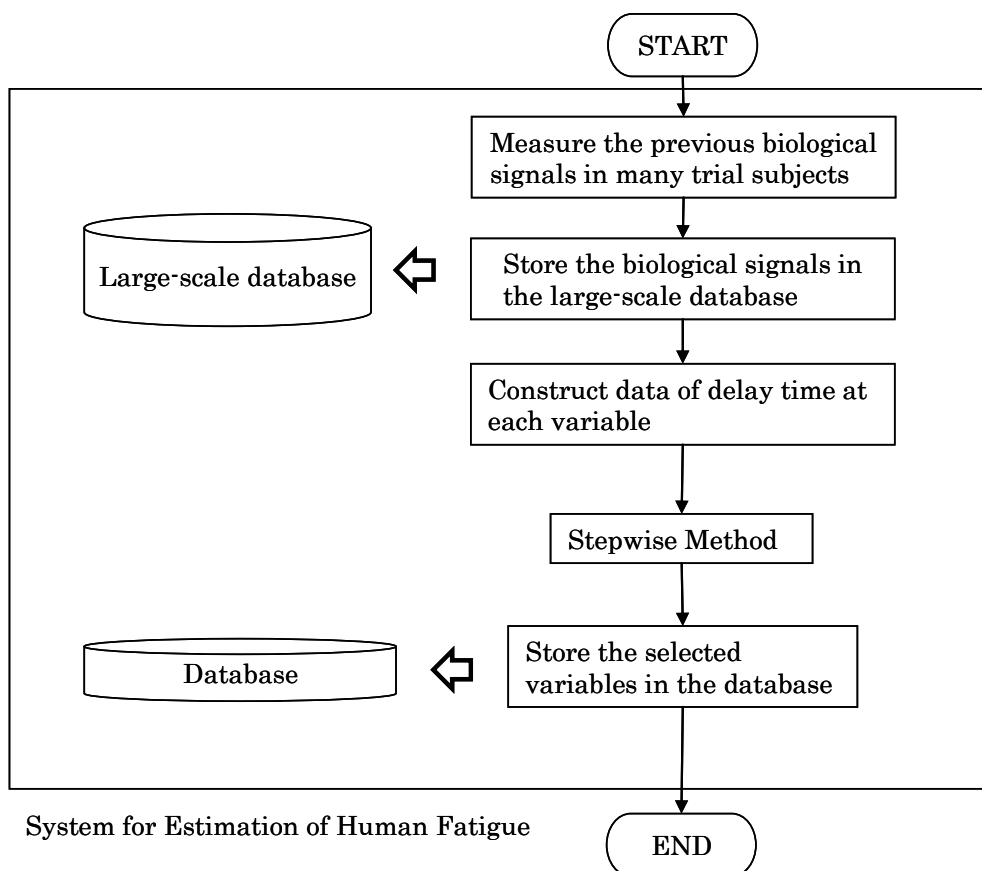 START
Measure the previous biological
signals in many trial subjects
Large-scale database
Store the biological signals in
the large-scale database
Construct data of delay time at
each variable
Stepwise Method
Database
Store the selected
variables in the database
System for Estimation of Human Fatigue
END